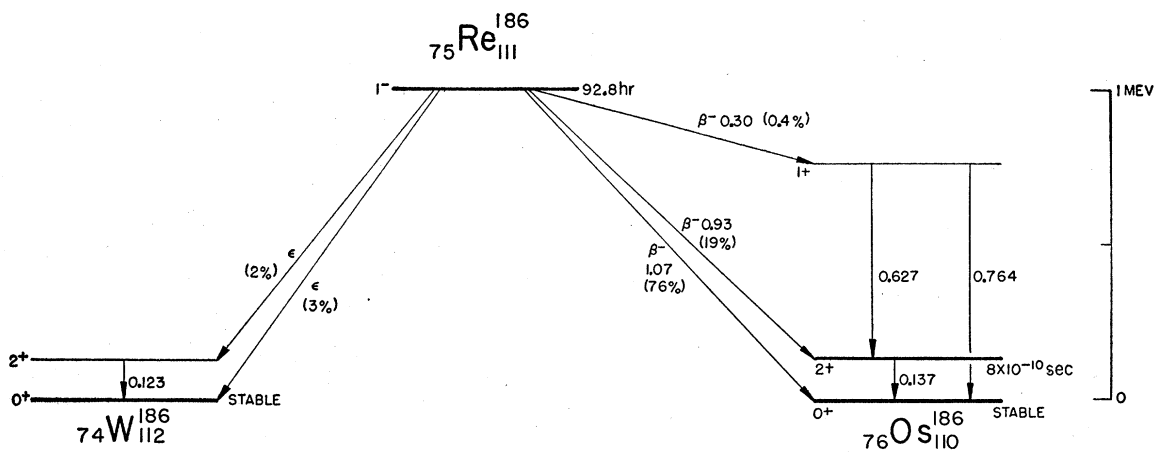 75Re111 186
1-
92.8hr
1 MEV
β- 0.30 (0.4%)
1+
β- 0.93
(19%)
β-
1.07
(76%)
ϵ
(2%)
ϵ
(3%)
0.627
0.764
2+
0.123
0+
STABLE
2+
8X10-10 sec
0.137
0+
STABLE
0
74W112 186
76Os110 186